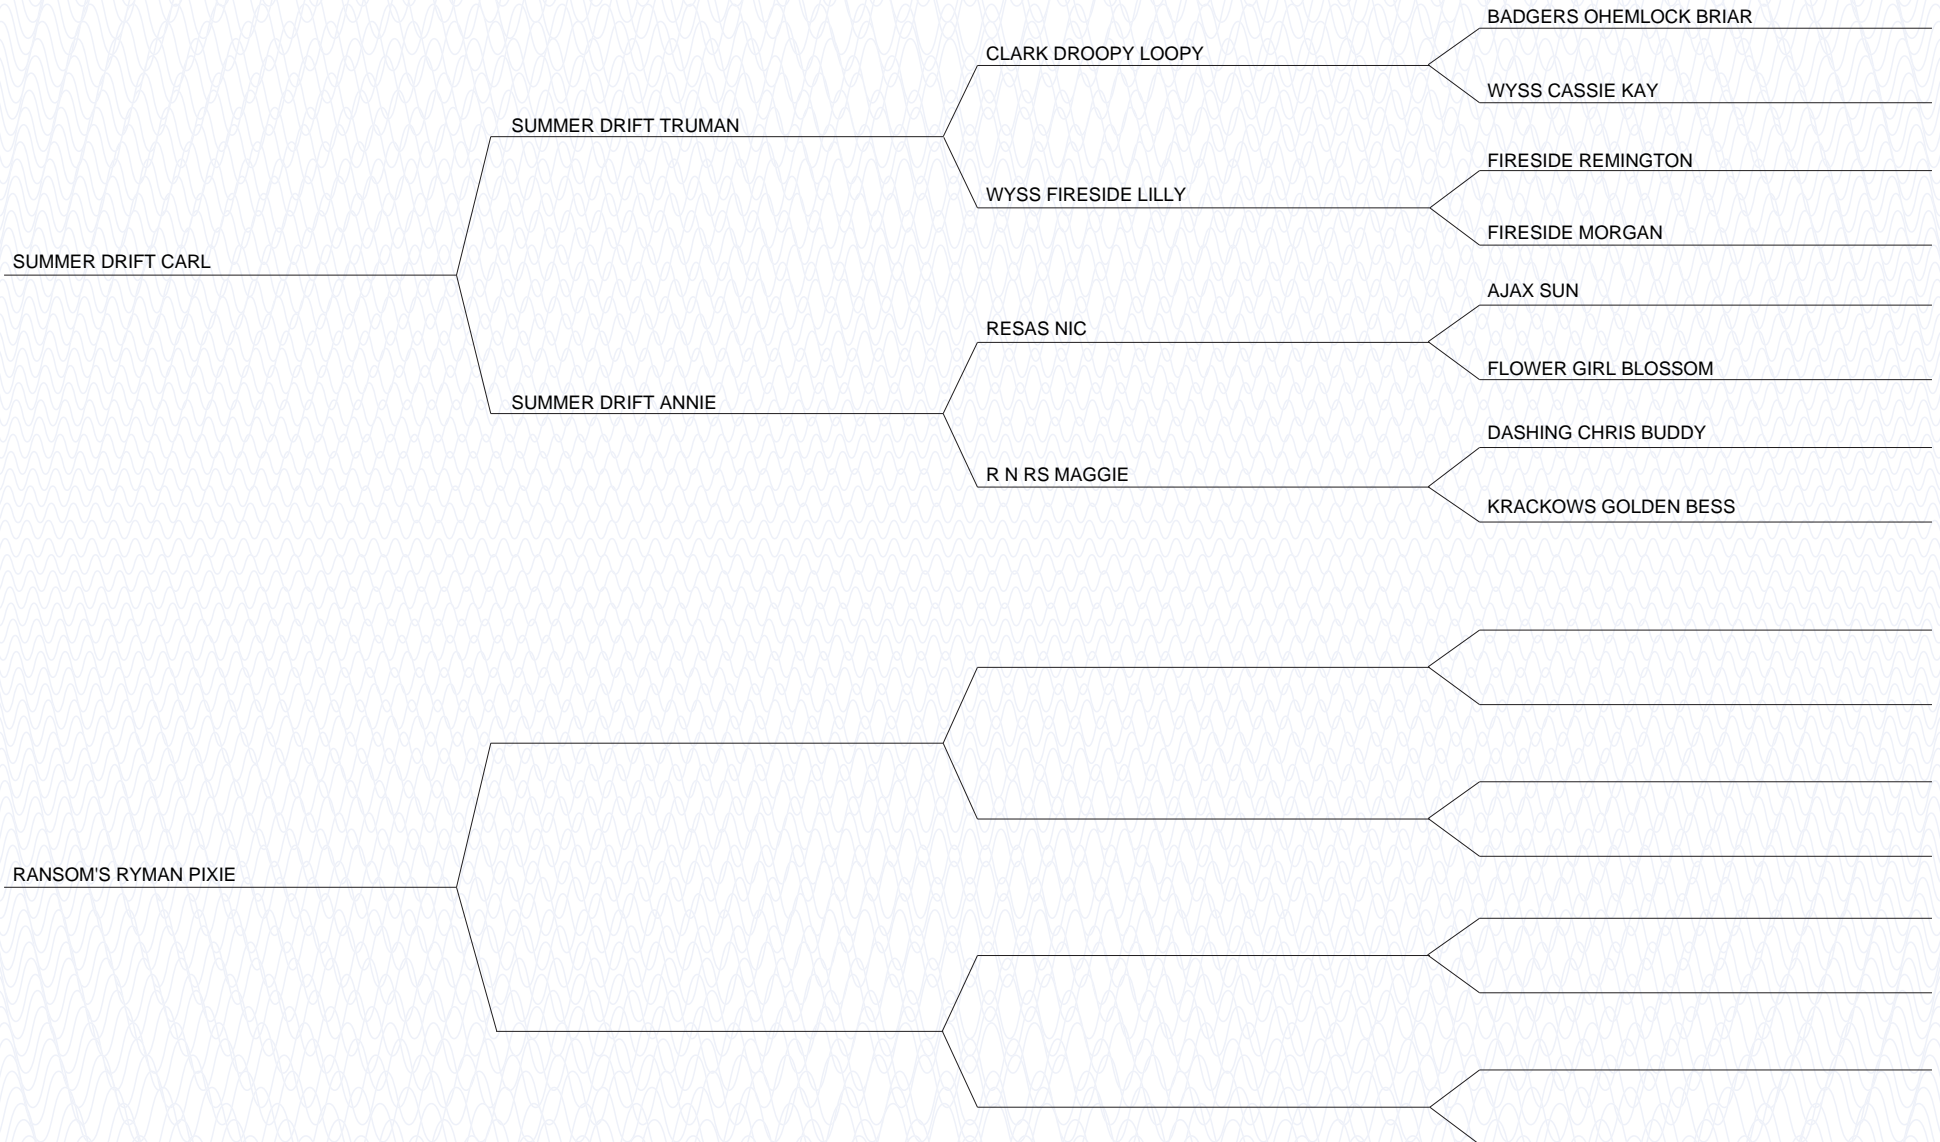 BADGERS OHEMLOCK BRIAR
CLARK DROOPY LOOPY
WYSS CASSIE KAY
SUMMER DRIFT TRUMAN
FIRESIDE REMINGTON
WYSS FIRESIDE LILLY
FIRESIDE MORGAN
SUMMER DRIFT CARL
AJAX SUN
RESAS NIC
FLOWER GIRL BLOSSOM
SUMMER DRIFT ANNIE
DASHING CHRIS BUDDY
R N RS MAGGIE
KRACKOWS GOLDEN BESS
RANSOM'S RYMAN PIXIE